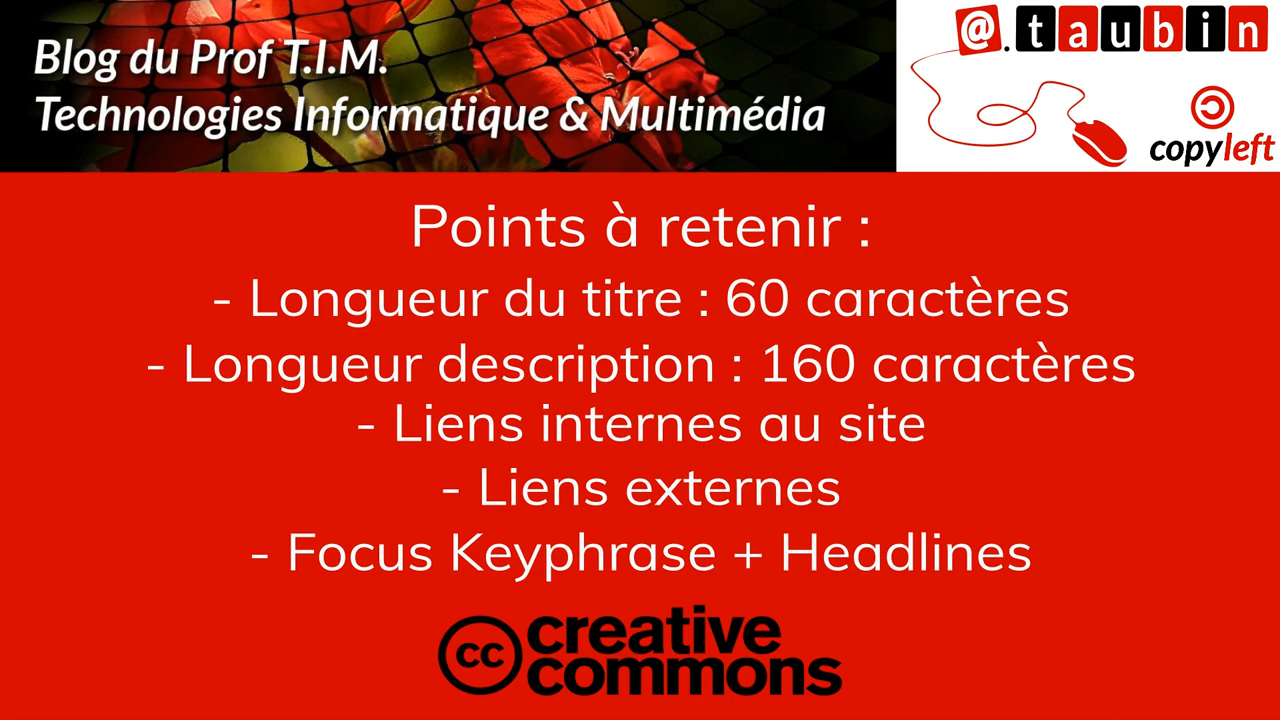 Blog du Prof T.I.M.
Technologies Informatique & Multimédia
@.taubin
copyleft
Points à retenir :
- Longueur du titre : 60 caractères
- Longueur description : 160 caractères
- Liens internes au site
- Liens externes
- Focus Keyphrase + Headlines
cc creative
commons